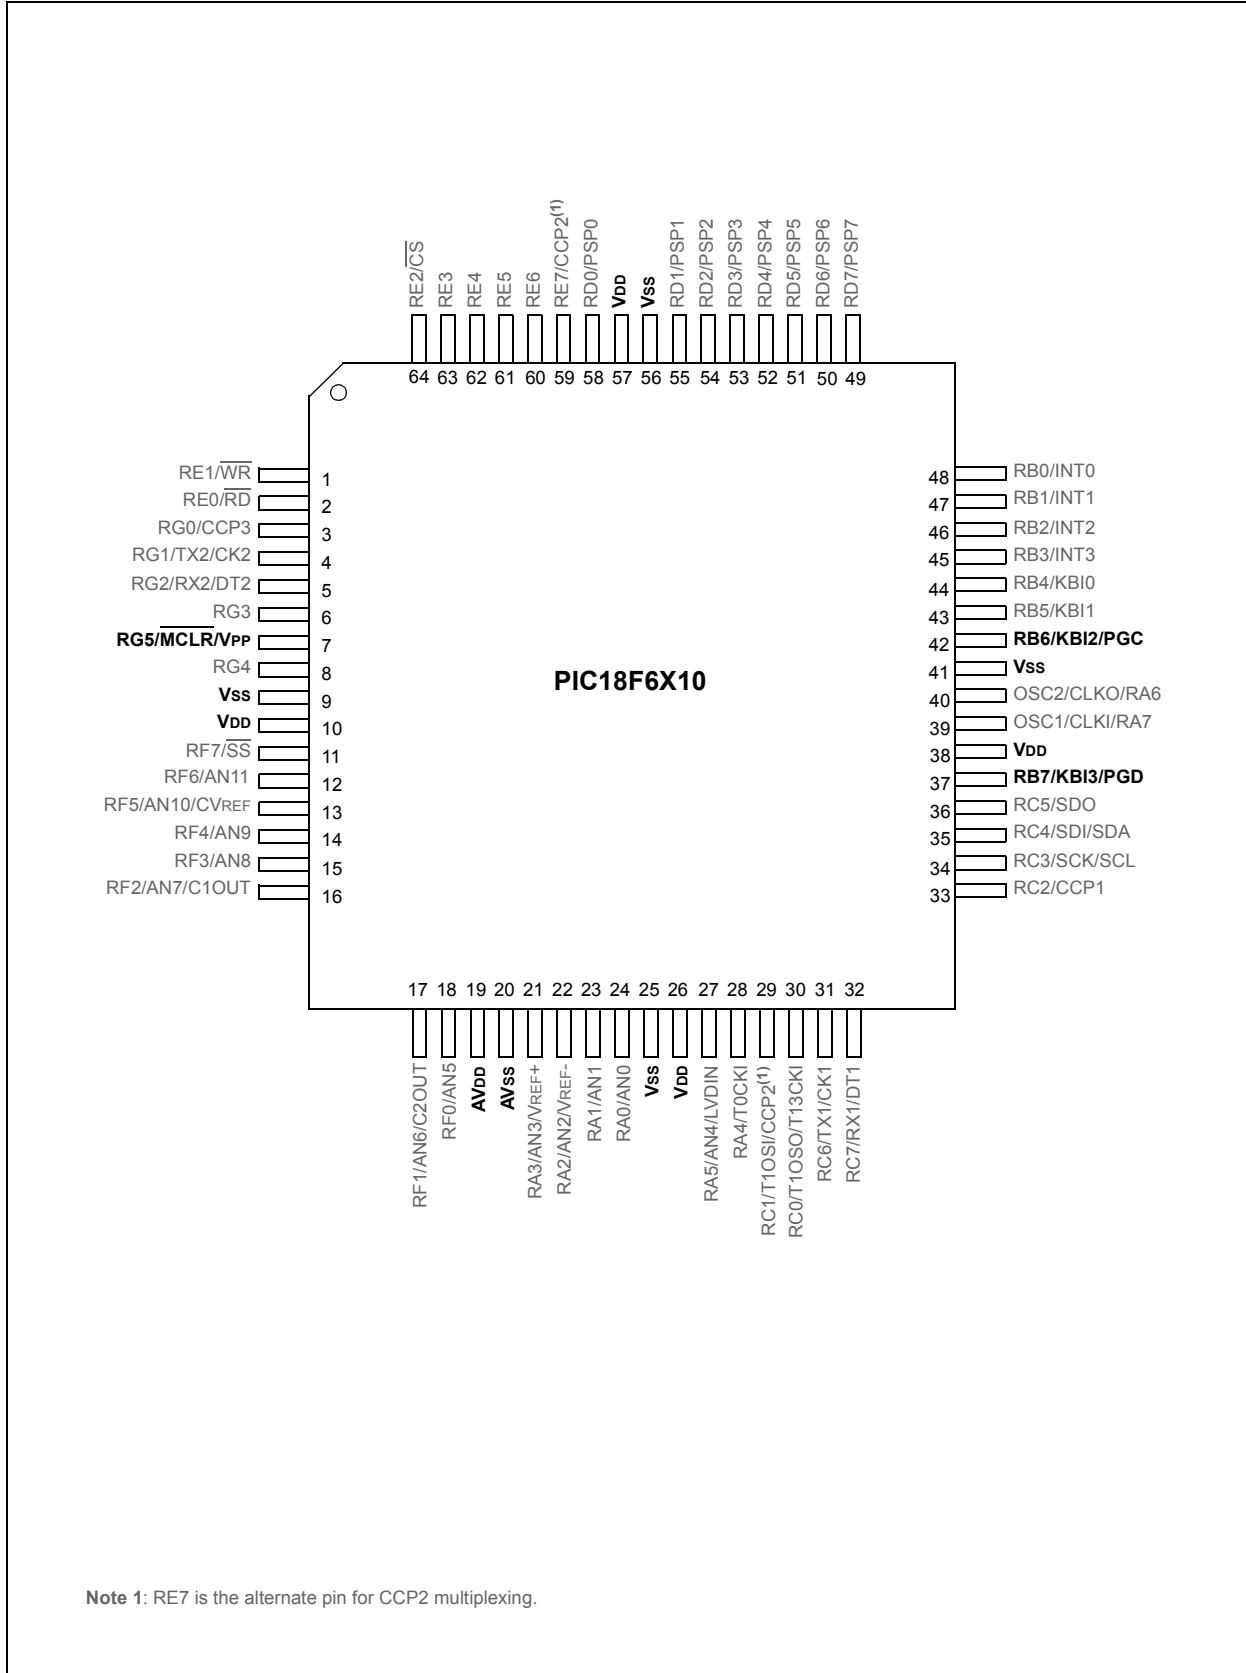 RE2/CS
RE3
RE4
RE5
RE6
RE7/CCP2(1)
RD0/PSP0
VDD
VSS
RD1/PSP1
RD2/PSP2
RD3/PSP3
RD4/PSP4
RD5/PSP5
RD6/PSP6
RD7/PSP7
64 63 62 61 60 59 58 57 56 55 54 53 52 51 50 49
RE1/WR 1
RE0/RD 2
RG0/CCP3 3
RG1/TX2/CK2 4
RG2/RX2/DT2 5
RG3 6
RG5/MCLR/VPP 7
RG4 8
VSS 9
VDD 10
RF7/SS 11
RF6/AN11 12
RF5/AN10/CVREF 13
RF4/AN9 14
RF3/AN8 15
RF2/AN7/C1OUT 16
PIC18F6X10
48 RB0/INT0
47 RB1/INT1
46 RB2/INT2
45 RB3/INT3
44 RB4/KBI0
43 RB5/KBI1
42 RB6/KBI2/PGC
41 VSS
40 OSC2/CLKO/RA6
39 OSC1/CLKI/RA7
38 VDD
37 RB7/KBI3/PGD
36 RC5/SDO
35 RC4/SDI/SDA
34 RC3/SCK/SCL
33 RC2/CCP1
17 18 19 20 21 22 23 24 25 26 27 28 29 30 31 32
RF1/AN6/C2OUT
RF0/AN5
AVDD
AVSS
RA3/AN3/VREF+
RA2/AN2/VREF-
RA1/AN1
RA0/AN0
VSS
VDD
RA5/AN4/LVDIN
RA4/T0CKI
RC1/T1OSI/CCP2(1)
RC0/T1OSO/T13CKI
RC6/TX1/CK1
RC7/RX1/DT1
Note 1: RE7 is the alternate pin for CCP2 multiplexing.